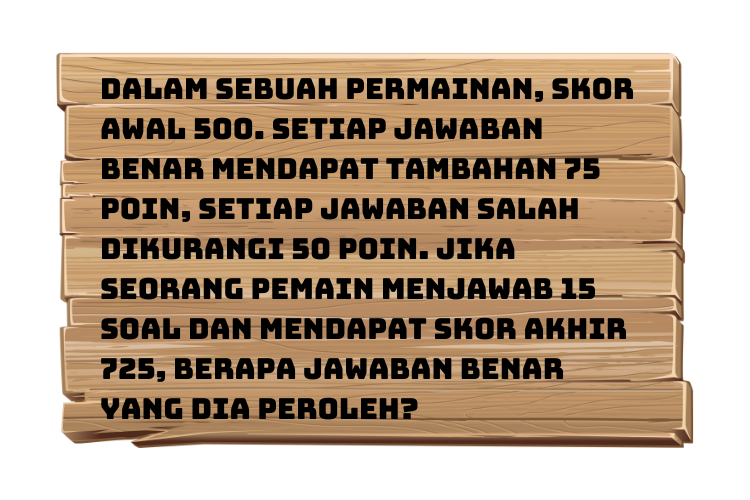 DALAM SEBUAH PERMAINAN, SKOR
AWAL 500. SETIAP JAWABAN
BENAR MENDAPAT TAMBAHAN 75
POIN, SETIAP JAWABAN SALAH
DIKURANGI 50 POIN. JIKA
SEORANG PEMAIN MENJAWAB 15
SOAL DAN MENDAPAT SKOR AKHIR
725, BERAPA JAWABAN BENAR
YANG DIA PEROLEH?